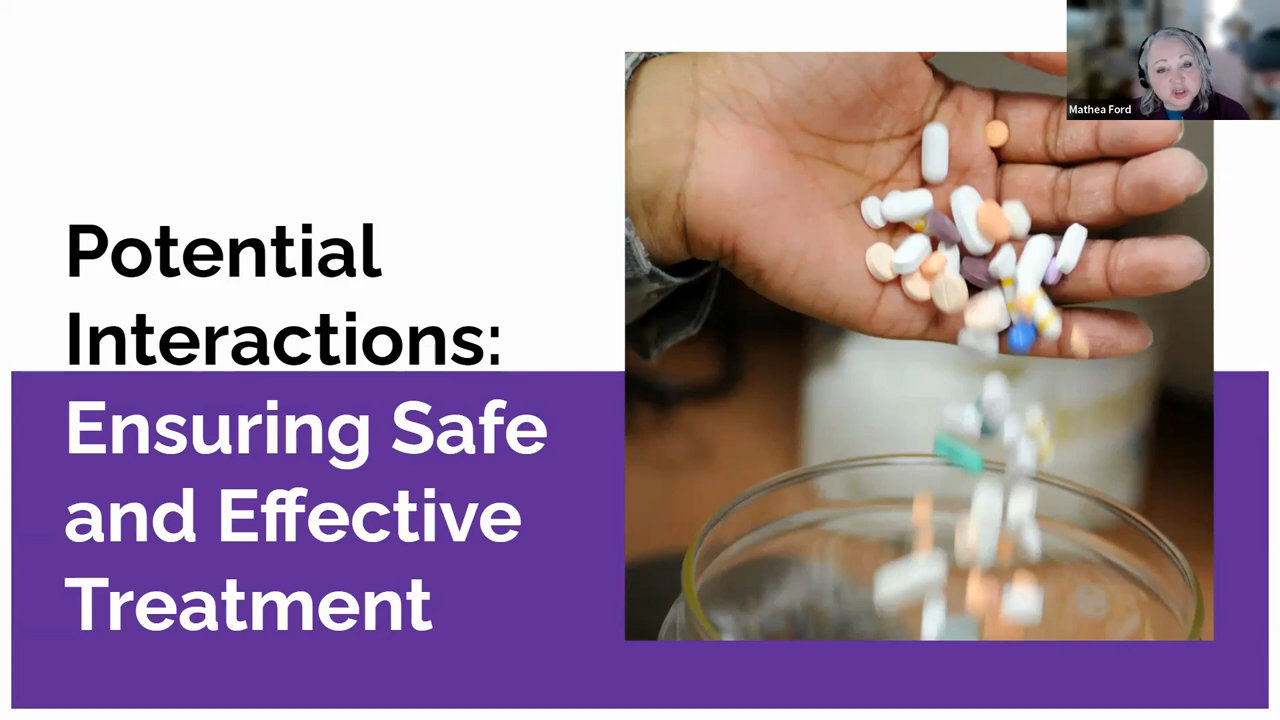 Mathea Ford
Potential
Interactions:
Ensuring Safe
and Effective
Treatment